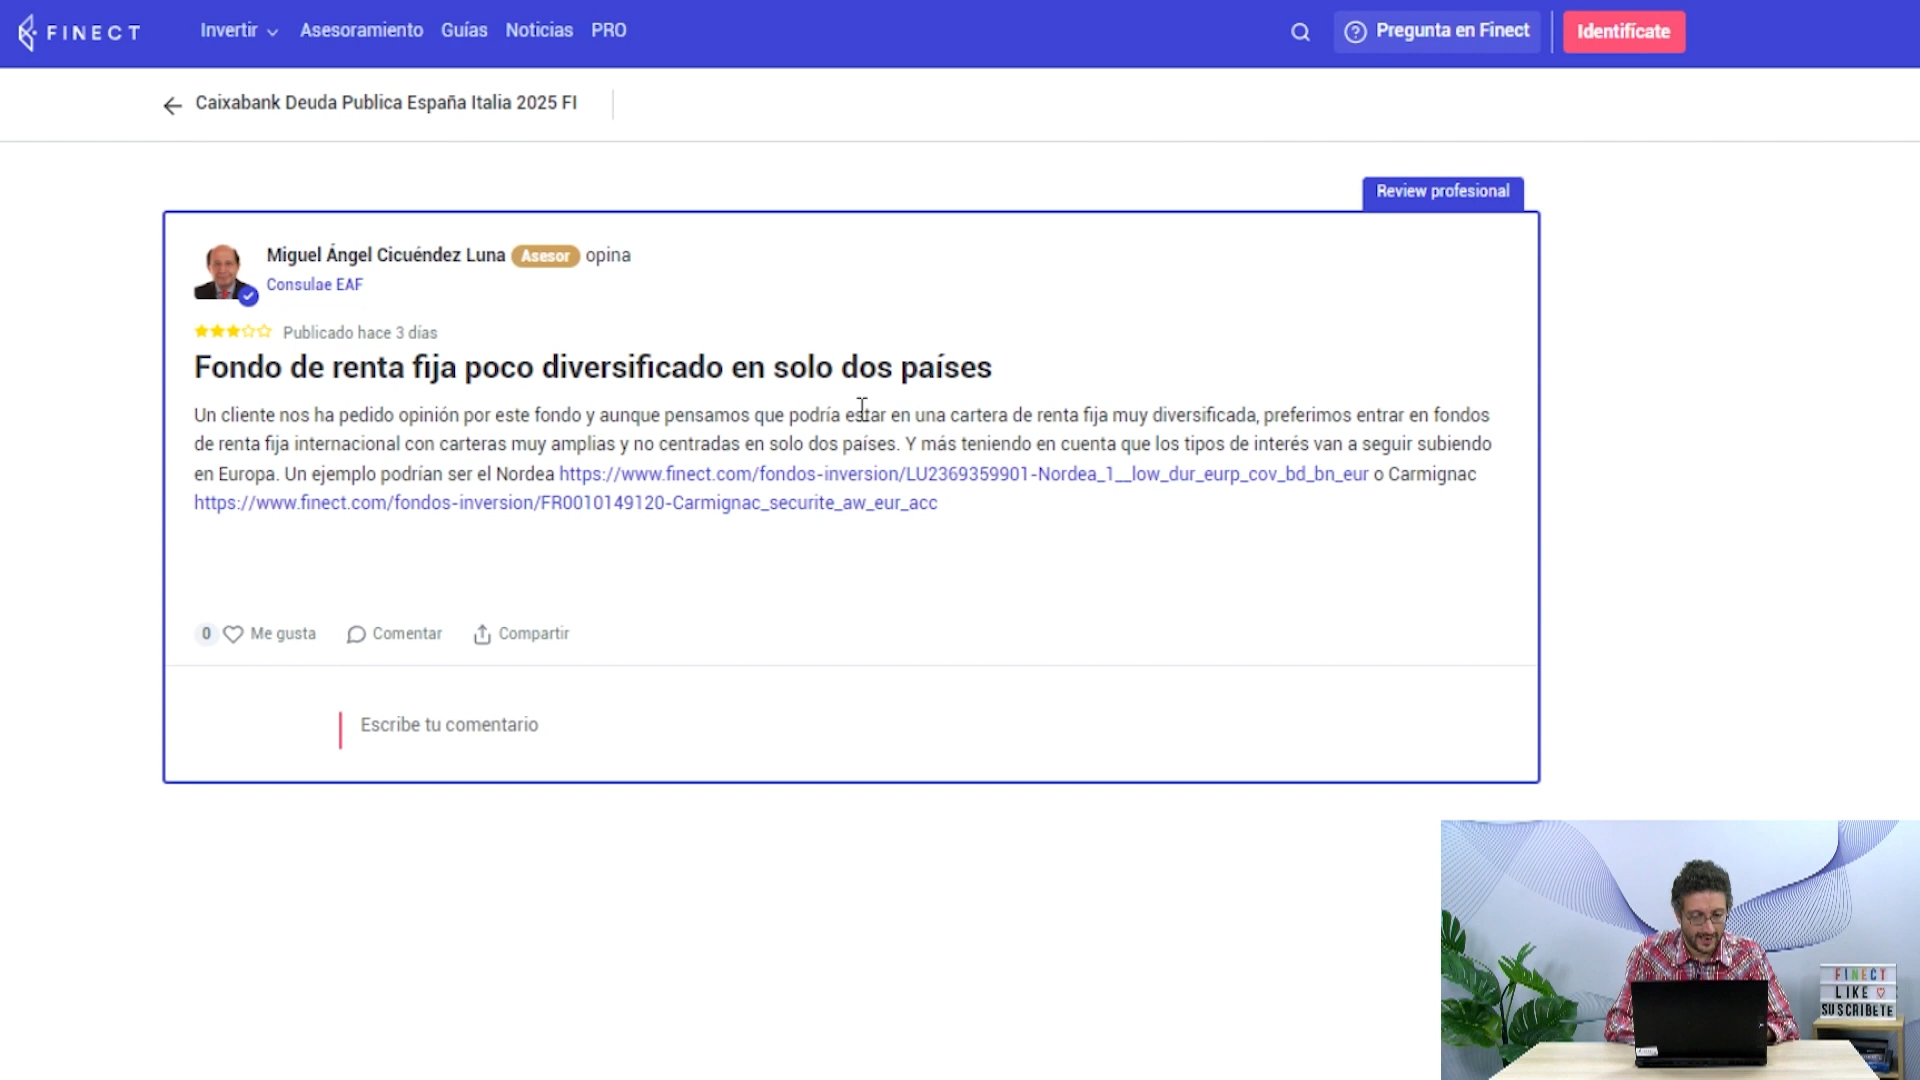 FINECT
Invertir
Asesoramiento
Guías
Noticias
PRO
Pregunta en Finect
Identifícate
Caixabank Deuda Publica España Italia 2025 FI
Review profesional
Miguel Ángel Cicuéndez Luna Asesor opina
Consulae EAF
Publicado hace 3 días
Fondo de renta fija poco diversificado en solo dos países
Un cliente nos ha pedido opinión por este fondo y aunque pensamos que podría estar en una cartera de renta fija muy diversificada, preferimos entrar en fondos
de renta fija internacional con carteras muy amplias y no centradas en solo dos países. Y más teniendo en cuenta que los tipos de interés van a seguir subiendo
en Europa. Un ejemplo podrían ser el Nordea https://www.finect.com/fondos-inversion/LU2369359901-Nordea_1__low_dur_eurp_cov_bd_bn_eur o Carmignac
https://www.finect.com/fondos-inversion/FR0010149120-Carmignac_securite_aw_eur_acc
0 Me gusta
Comentar
Compartir
Escribe tu comentario
FINECT
LIKE ♡
SUSCRIBETE